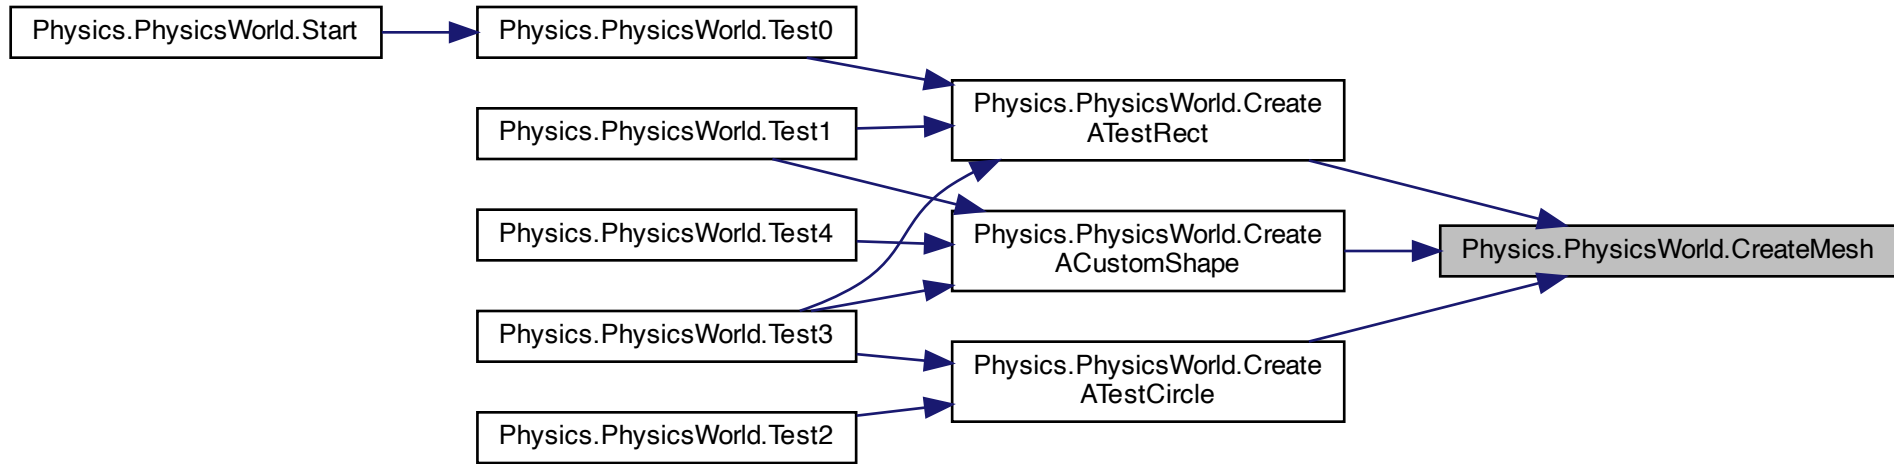 Physics.PhysicsWorld.Start
Physics.PhysicsWorld.Test0
Physics.PhysicsWorld.Test1
Physics.PhysicsWorld.Test4
Physics.PhysicsWorld.Test3
Physics.PhysicsWorld.Test2
Physics.PhysicsWorld.Create
ATestRect
Physics.PhysicsWorld.Create
ACustomShape
Physics.PhysicsWorld.Create
ATestCircle
Physics.PhysicsWorld.CreateMesh